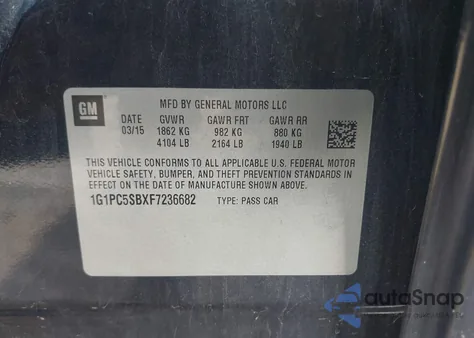 GM
MFD BY GENERAL MOTORS LLC
DATE GVWR GAWR FRT GAWR RR
03/15 1862 KG 982 KG 880 KG
4104 LB 2164 LB 1940 LB
THIS VEHICLE CONFORMS TO ALL APPLICABLE U.S. FEDERAL MOTOR
VEHICLE SAFETY, BUMPER, AND THEFT PREVENTION STANDARDS
IN EFFECT ON THE DATE OF MANUFACTURE SHOWN ABOVE.
1G1PC5SBXF7236682 TYPE: PASS CAR
autoSnap